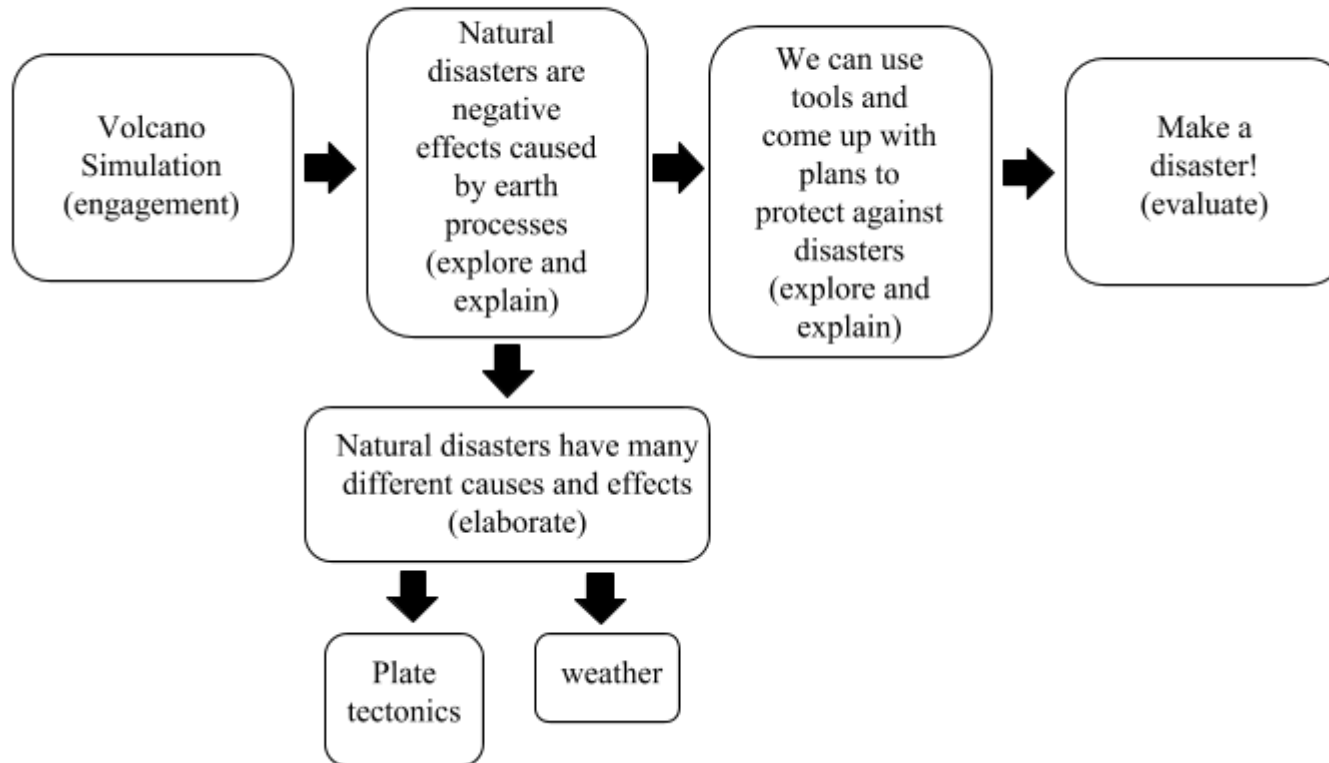 Volcano
Simulation
(engagement)
Natural
disasters are
negative
effects caused
by earth
processes
(explore and
explain)
We can use
tools and
come up with
plans to
protect against
disasters
(explore and
explain)
Make a
disaster!
(evaluate)
Natural disasters have many
different causes and effects
(elaborate)
Plate
tectonics
weather